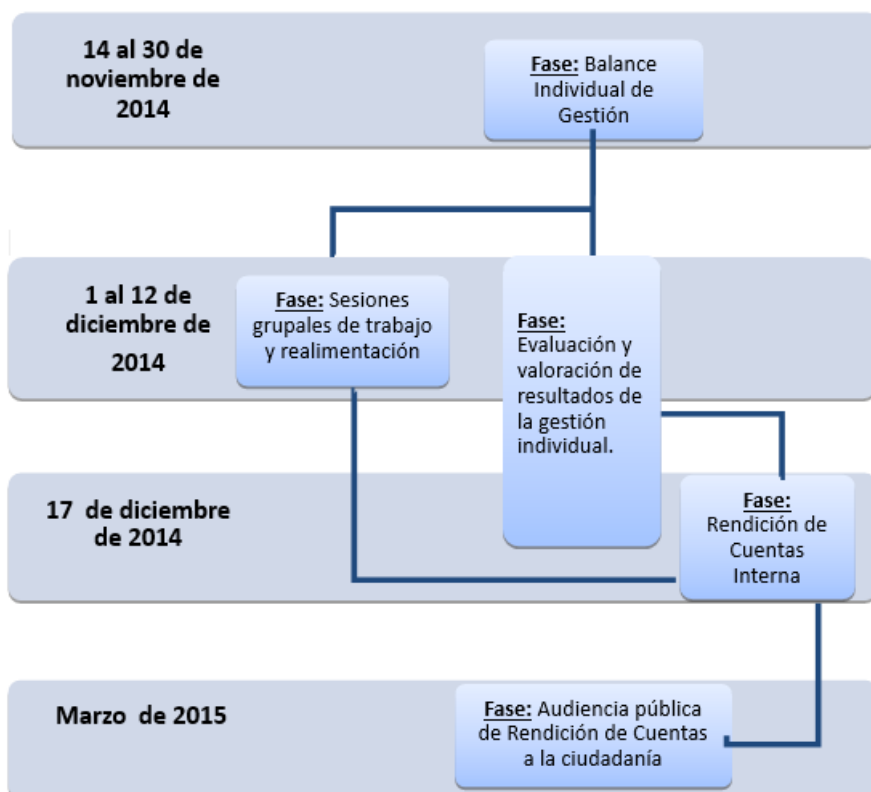 14 al 30 de
noviembre de
2014
Fase: Balance
Individual de
Gestión
1 al 12 de
diciembre de
2014
Fase: Sesiones
grupales de trabajo
y realimentación
Fase:
Evaluación y
valoración de
resultados de
la gestión
individual.
17 de diciembre
de 2014
Fase:
Rendición de
Cuentas
Interna
Marzo de 2015
Fase: Audiencia pública
de Rendición de Cuentas
a la ciudadanía